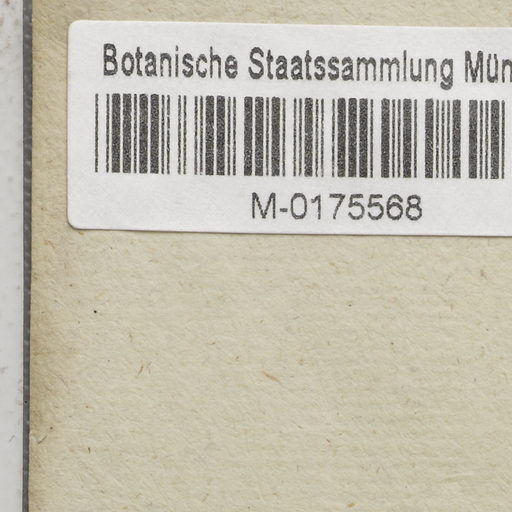 Botanische Staatssammlung Mün
M-0175568